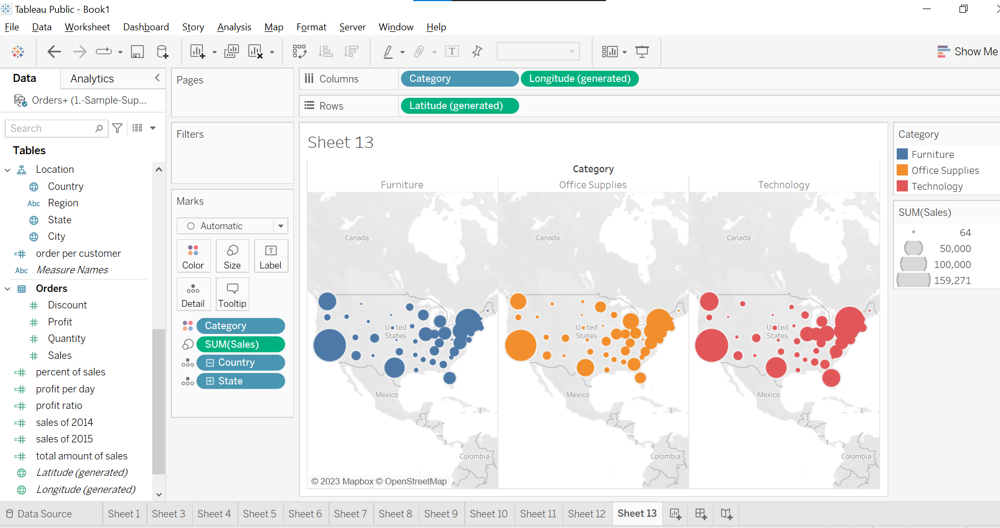 Tableau Public - Book1
File Data Worksheet Dashboard Story Analysis Map Format Server Window Help
Show Me
Data Analytics
Orders+ (1.-Sample-Sup...
Search
Tables
Location
Country
Abc Region
State
City
order per customer
Abc Measure Names
Orders
Discount
Profit
Quantity
Sales
percent of sales
profit per day
profit ratio
sales of 2014
sales of 2015
total amount of sales
Latitude (generated)
Longitude (generated)
Pages
Filters
Marks
Automatic
Color Size Label
Detail Tooltip
Category
SUM(Sales)
Country
State
Columns Category Longitude (generated)
Rows Latitude (generated)
Sheet 13
Category
Furniture Office Supplies Technology
Canada Canada Canada
United States United States United States
Mexico Mexico Mexico
Colombia Colombia Colombia
© 2023 Mapbox © OpenStreetMap
Category
Furniture
Office Supplies
Technology
SUM(Sales)
64
50,000
100,000
159,271
Data Source Sheet 1 Sheet 3 Sheet 4 Sheet 5 Sheet 6 Sheet 7 Sheet 8 Sheet 9 Sheet 10 Sheet 11 Sheet 12 Sheet 13